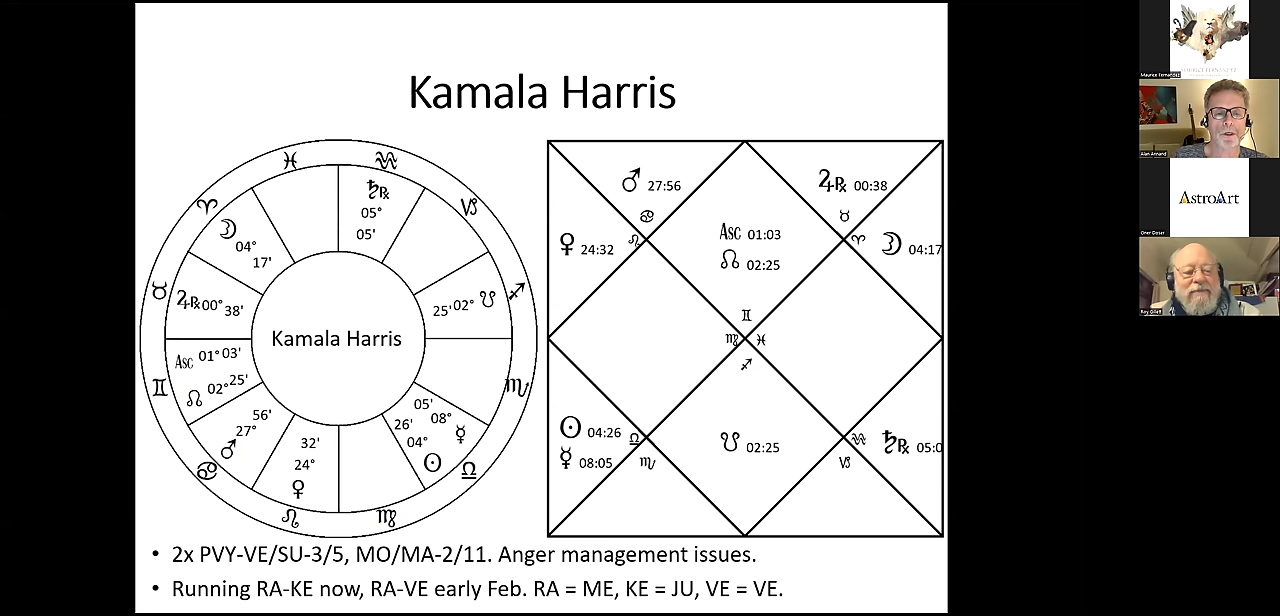 Kamala Harris
♓ ♒
♈ ♄℞ ♑
05°
☽ 05'
04°
17'
♉ ♃℞ 00° 38' 25' 02° ☋ ♐
Kamala Harris
Asc 01° 03'
♊ ☊ 02° 25' ♏
56' 05'
27° 32' 26' 08° ☿
♂ 24° 04°
♋ ♀ ☉ ♎
♌ ♍
♂ 27:56 ♃℞ 00:38
♋ Asc 01:03 ♉
♀ 24:32 ♌ ☊ 02:25 ♈ ☽ 04:17
♊
♍ ♓
♐
☉ 04:26 ♎ ☋ 02:25 ♒ ♄℞ 05:0
☿ 08:05 ♏ ♑
• 2x PVY-VE/SU-3/5, MO/MA-2/11. Anger management issues.
• Running RA-KE now, RA-VE early Feb. RA = ME, KE = JU, VE = VE.
Maurice Fernandez
Alan Annand
AstroArt
Roy Gillett